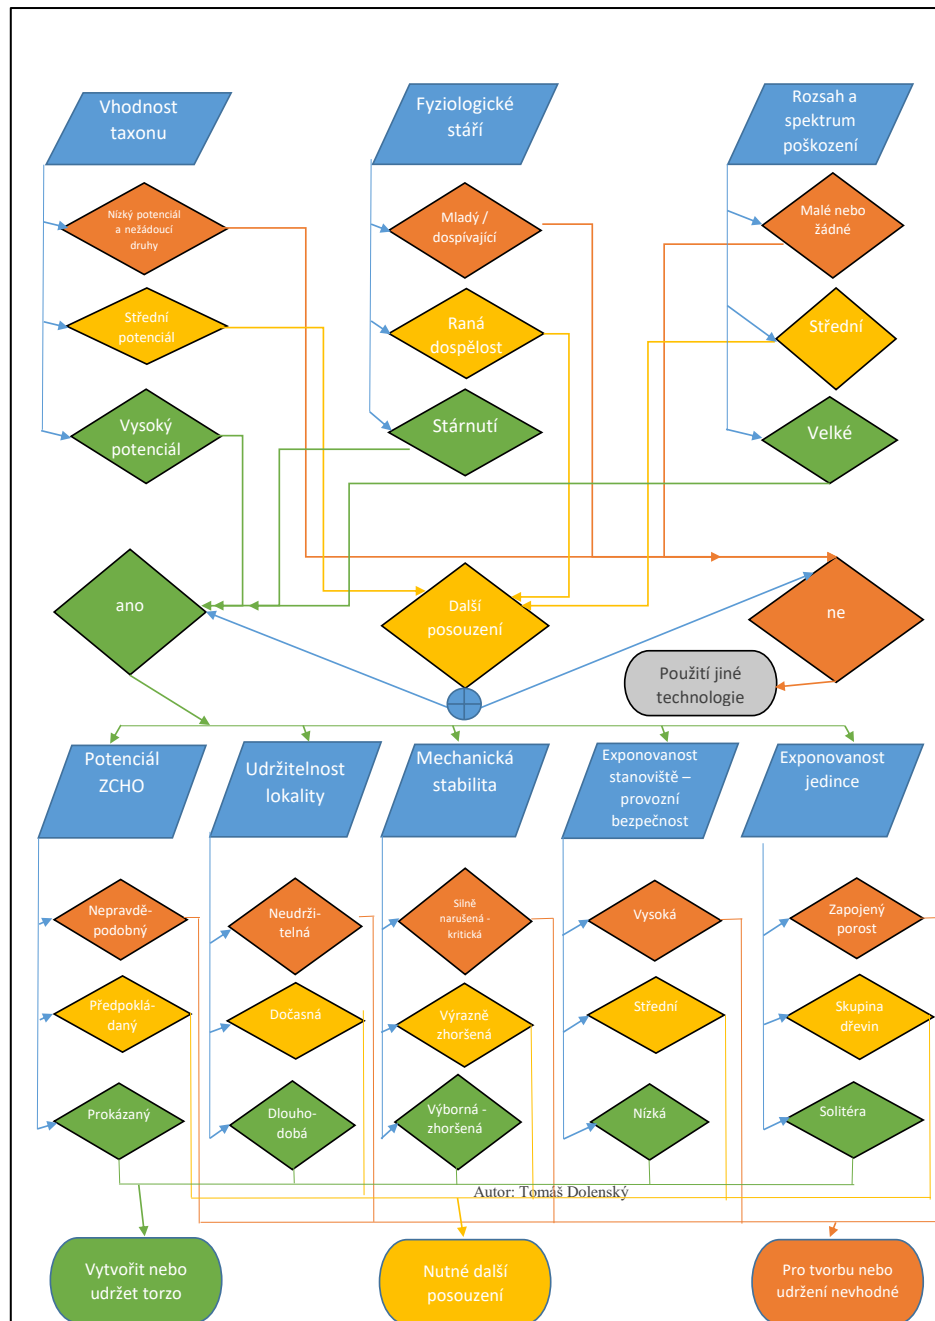 Vhodnost
taxonu
Fyziologické
stáří
Rozsah a
spektrum
poškození
Nízký potenciál
a nežádoucí
druhy
Mladý /
dospívající
Malé nebo
žádné
Střední
potenciál
Raná
dospělost
Střední
Vysoký
potenciál
Stárnutí
Velké
ano
Další
posouzení
ne
Použití jiné
technologie
Potenciál
ZCHO
Udržitelnost
lokality
Mechanická
stabilita
Exponovanost
stanoviště –
provozní
bezpečnost
Exponovanost
jedince
Nepravdě-
podobný
Neudrži-
telná
Silně
narušená -
kritická
Vysoká
Zapojený
porost
Předpoklá-
daný
Dočasná
Výrazně
zhoršená
Střední
Skupina
dřevin
Prokázaný
Dlouho-
dobá
Výborná -
zhoršená
Nízká
Solitéra
Autor: Tomáš Dolenský
Vytvořit nebo
udržet torzo
Nutné další
posouzení
Pro tvorbu nebo
udržení nevhodné